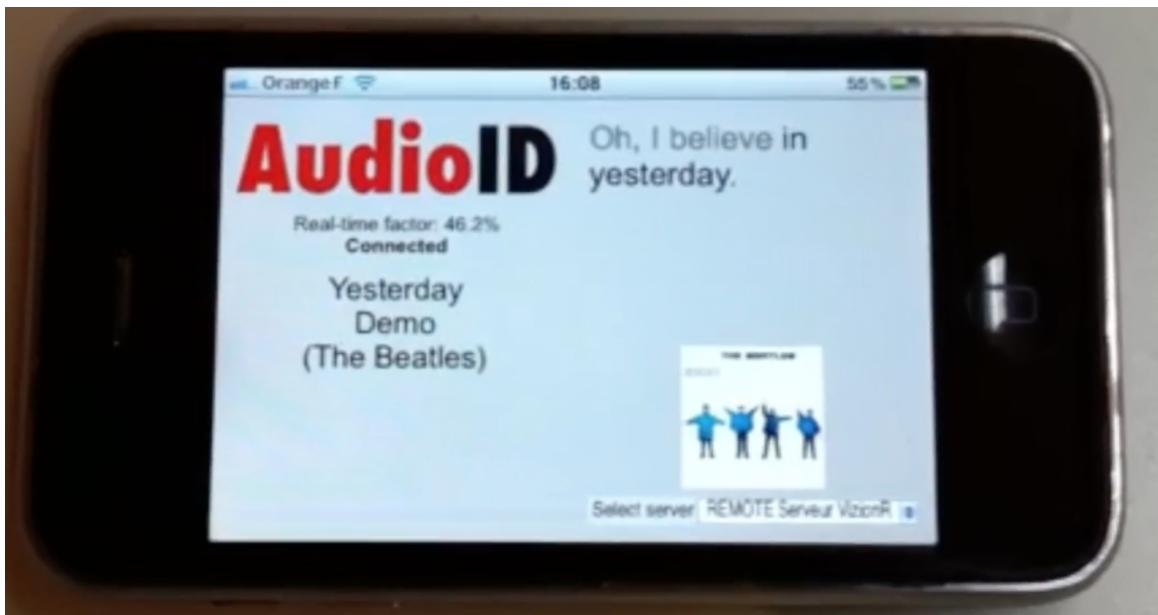 Orange F 16:08 55 %
AudioID
Real-time factor: 46.2%
Connected
Yesterday
Demo
(The Beatles)
Oh, I believe in
yesterday.
THE BEATLES
Select server REMOTE Serveur VizionR